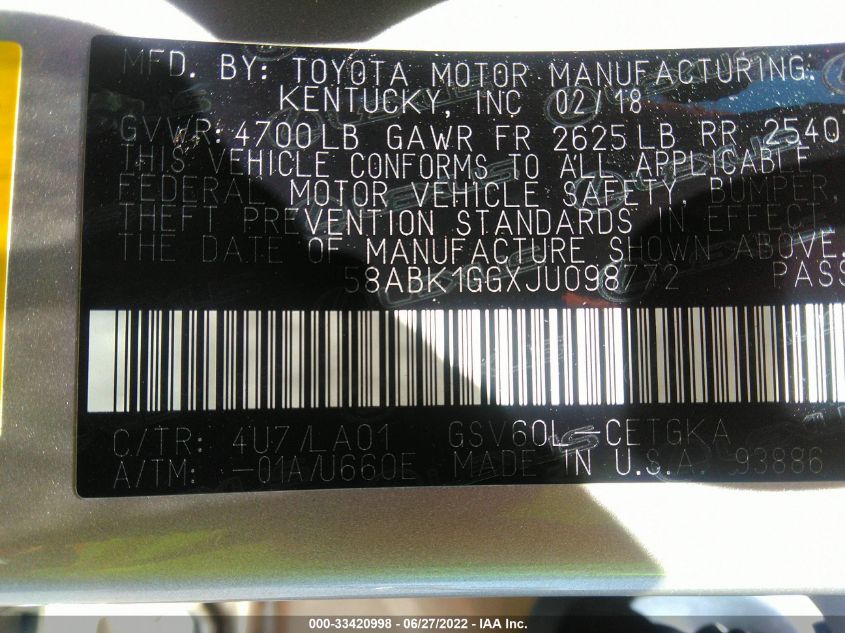 MFD. BY: TOYOTA MOTOR MANUFACTURING
KENTUCKY, INC 02/18
GVWR: 4700LB GAWR FR 2625LB RR 2540
THIS VEHICLE CONFORMS TO ALL APPLICABLE
FEDERAL MOTOR VEHICLE SAFETY, BUMPER,
THEFT PREVENTION STANDARDS IN EFFECT
THE DATE OF MANUFACTURE SHOWN ABOVE.
58ABK1GGXJU098772 PASS
C/TR: 4U7/LA01 GSV60L-CETGKA
A/TM: -01A/U660E MADE IN U.S.A. 93886
000-33420998 - 06/27/2022 - IAA Inc.